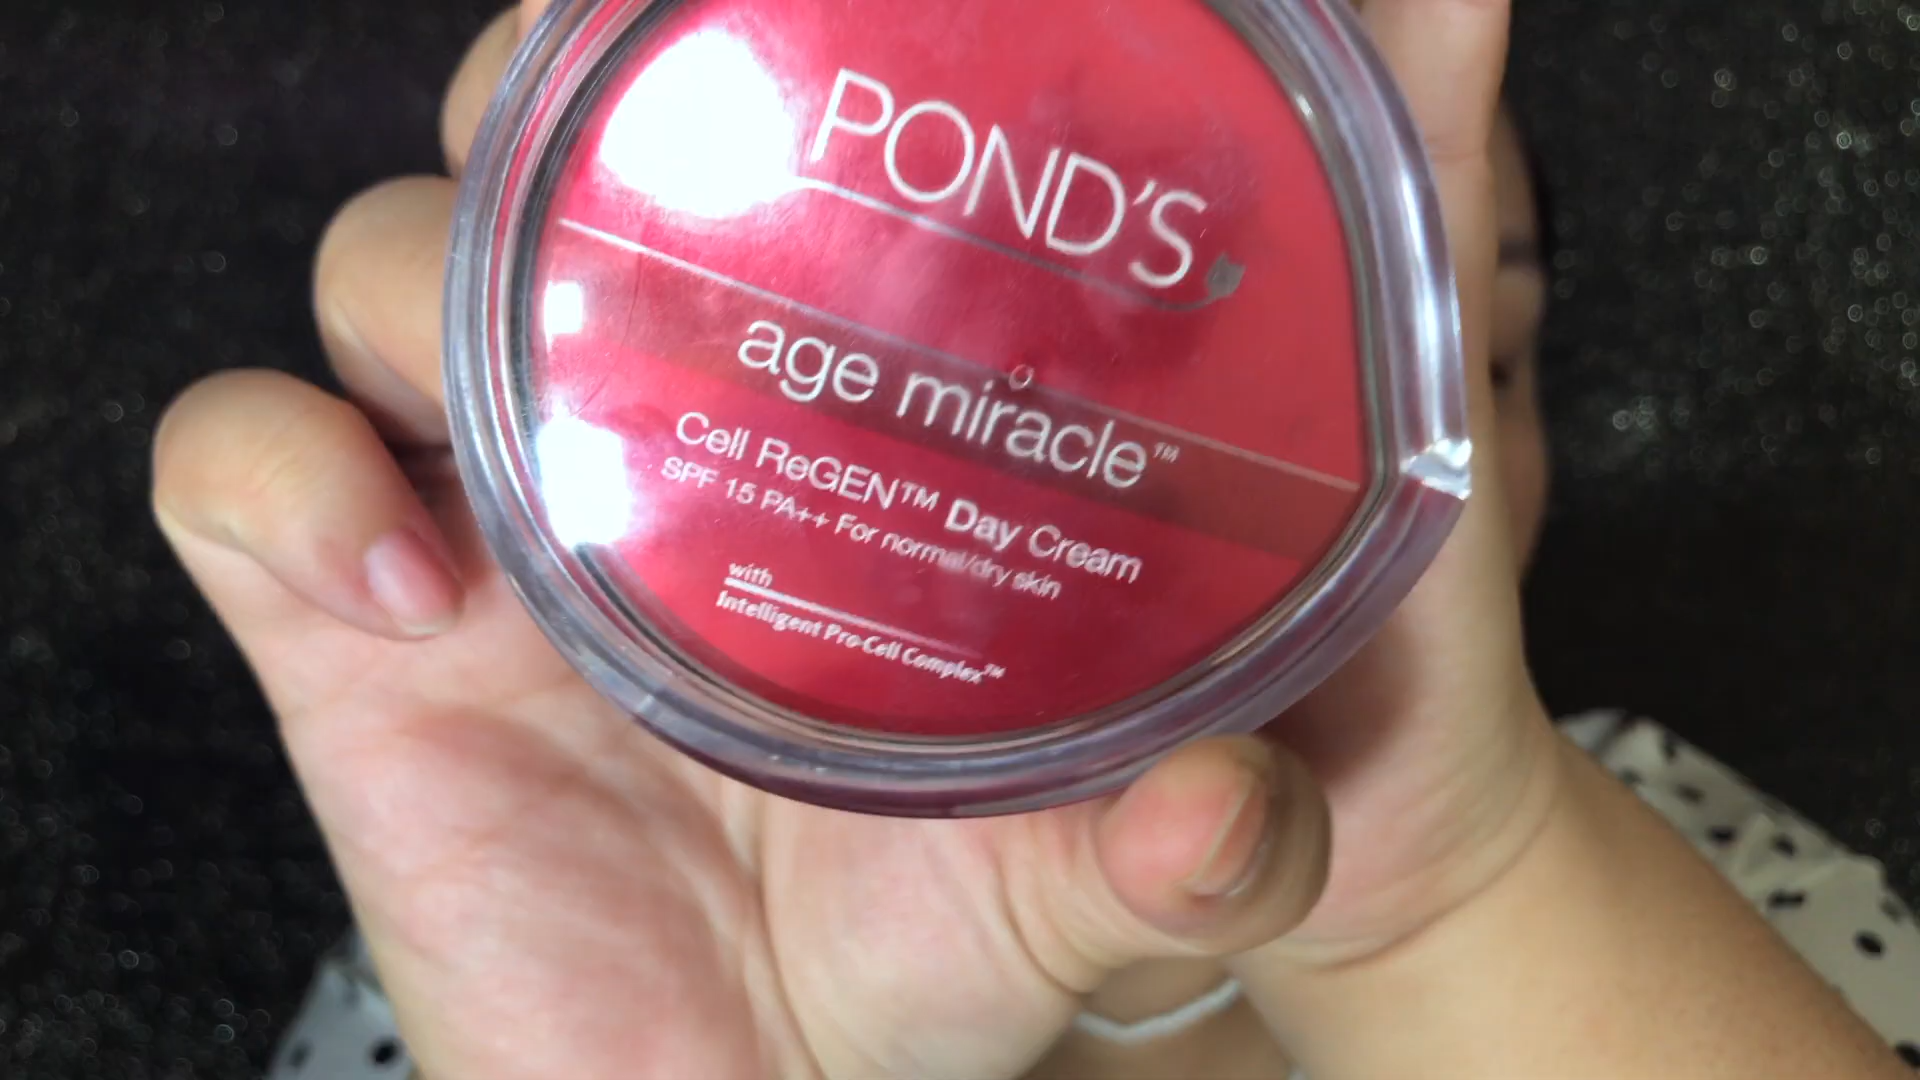 POND'S
age miracle™
Cell ReGEN™ Day Cream
SPF 15 PA++ For normal/dry skin
with
Intelligent Pro-Cell Complex™